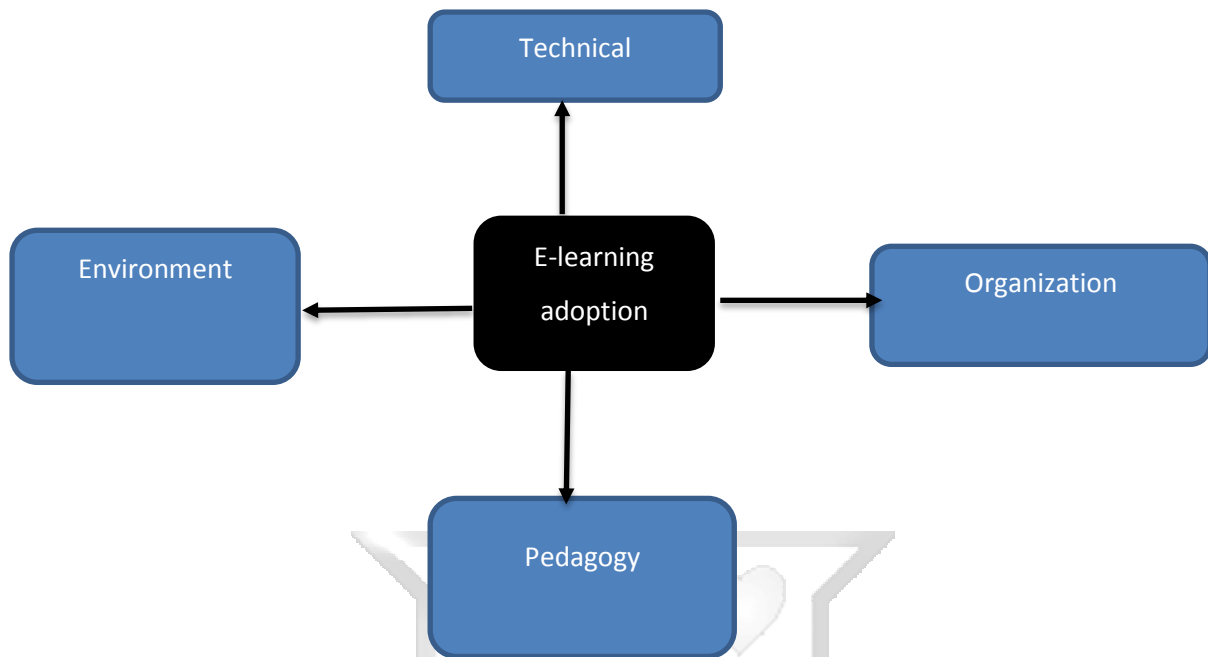 Technical
Environment
E-learning
adoption
Organization
Pedagogy